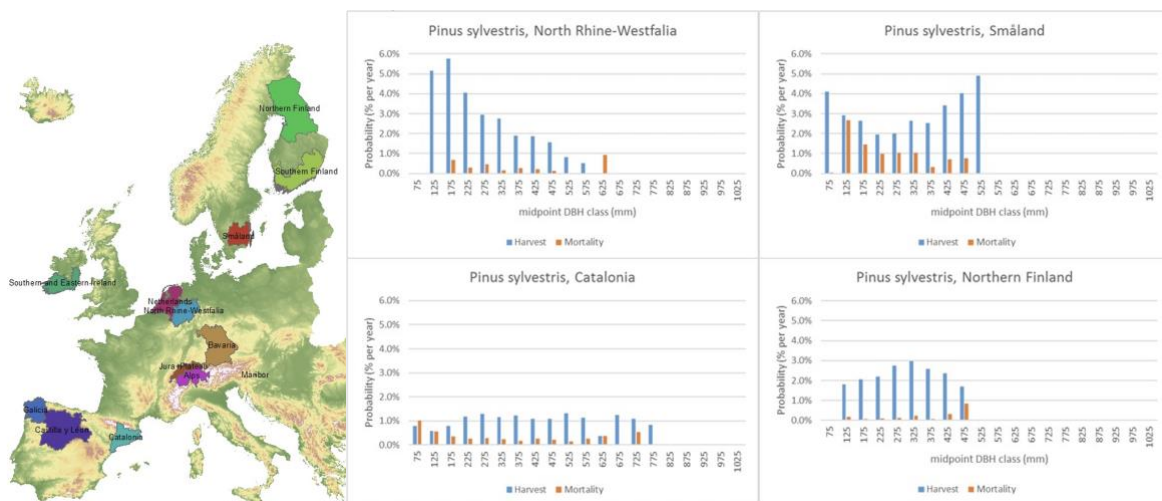 Northern Finland
Southern Finland
Småland
Southern and Eastern Ireland
Netherlands
North Rhine-Westfalia
Bavaria
Alps
Maribor
Galicia
Castilla y Léon
Catalonia
Pinus sylvestris, North Rhine-Westfalia
Probability (% per year)
6.0%
5.0%
4.0%
3.0%
2.0%
1.0%
0.0%
75 125 175 225 275 325 375 425 475 525 575 625 675 725 775 825 875 925 975 1025
midpoint DBH class (mm)
Harvest Mortality
Pinus sylvestris, Småland
Probability (% per year)
6.0%
5.0%
4.0%
3.0%
2.0%
1.0%
0.0%
75 125 175 225 275 325 375 425 475 525 575 625 675 725 775 825 875 925 975 1025
midpoint DBH class (mm)
Harvest Mortality
Pinus sylvestris, Catalonia
Probability (% per year)
6.0%
5.0%
4.0%
3.0%
2.0%
1.0%
0.0%
75 125 175 225 275 325 375 425 475 525 575 625 675 725 775 825 875 925 975 1025
midpoint DBH class (mm)
Harvest Mortality
Pinus sylvestris, Northern Finland
Probability (% per year)
6.0%
5.0%
4.0%
3.0%
2.0%
1.0%
0.0%
75 125 175 225 275 325 375 425 475 525 575 625 675 725 775 825 875 925 975 1025
midpoint DBH class (mm)
Harvest Mortality